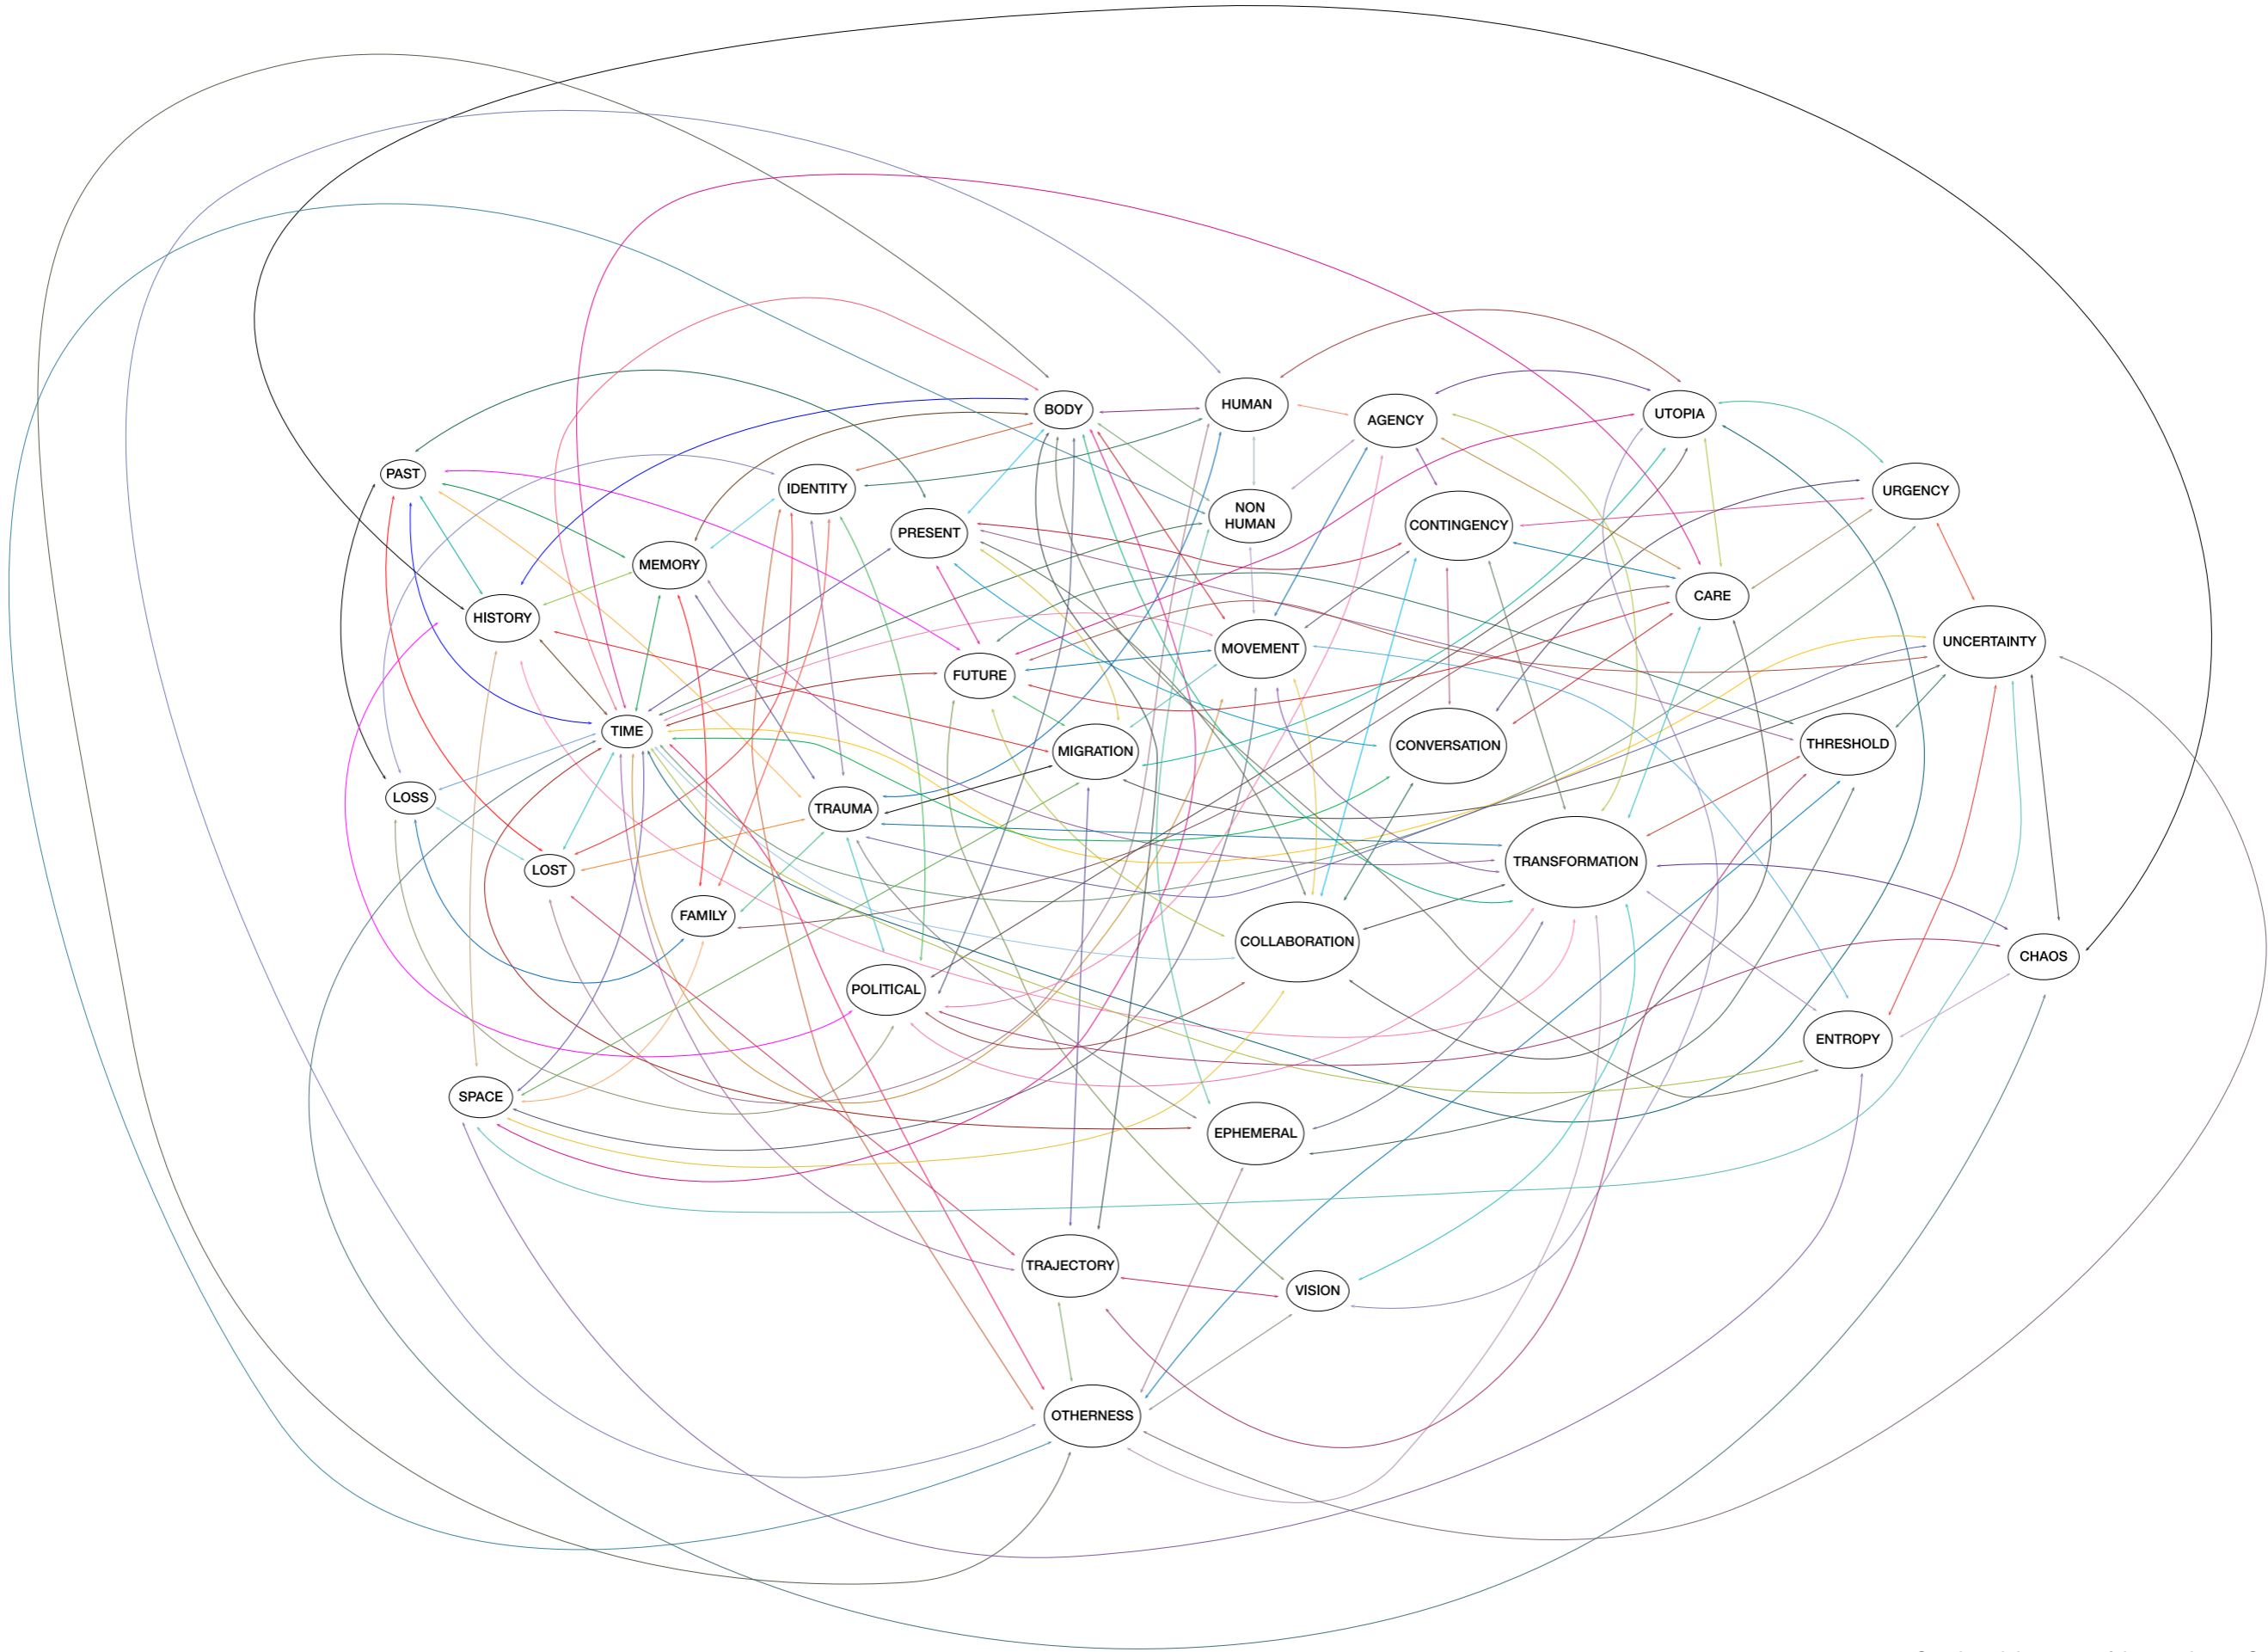 BODY
HUMAN
AGENCY
UTOPIA
PAST
IDENTITY
URGENCY
NON
HUMAN
CONTINGENCY
PRESENT
MEMORY
CARE
HISTORY
UNCERTAINTY
MOVEMENT
FUTURE
TIME
MIGRATION
CONVERSATION
THRESHOLD
LOSS
TRAUMA
TRANSFORMATION
LOST
FAMILY
COLLABORATION
CHAOS
POLITICAL
ENTROPY
SPACE
EPHEMERAL
TRAJECTORY
VISION
OTHERNESS